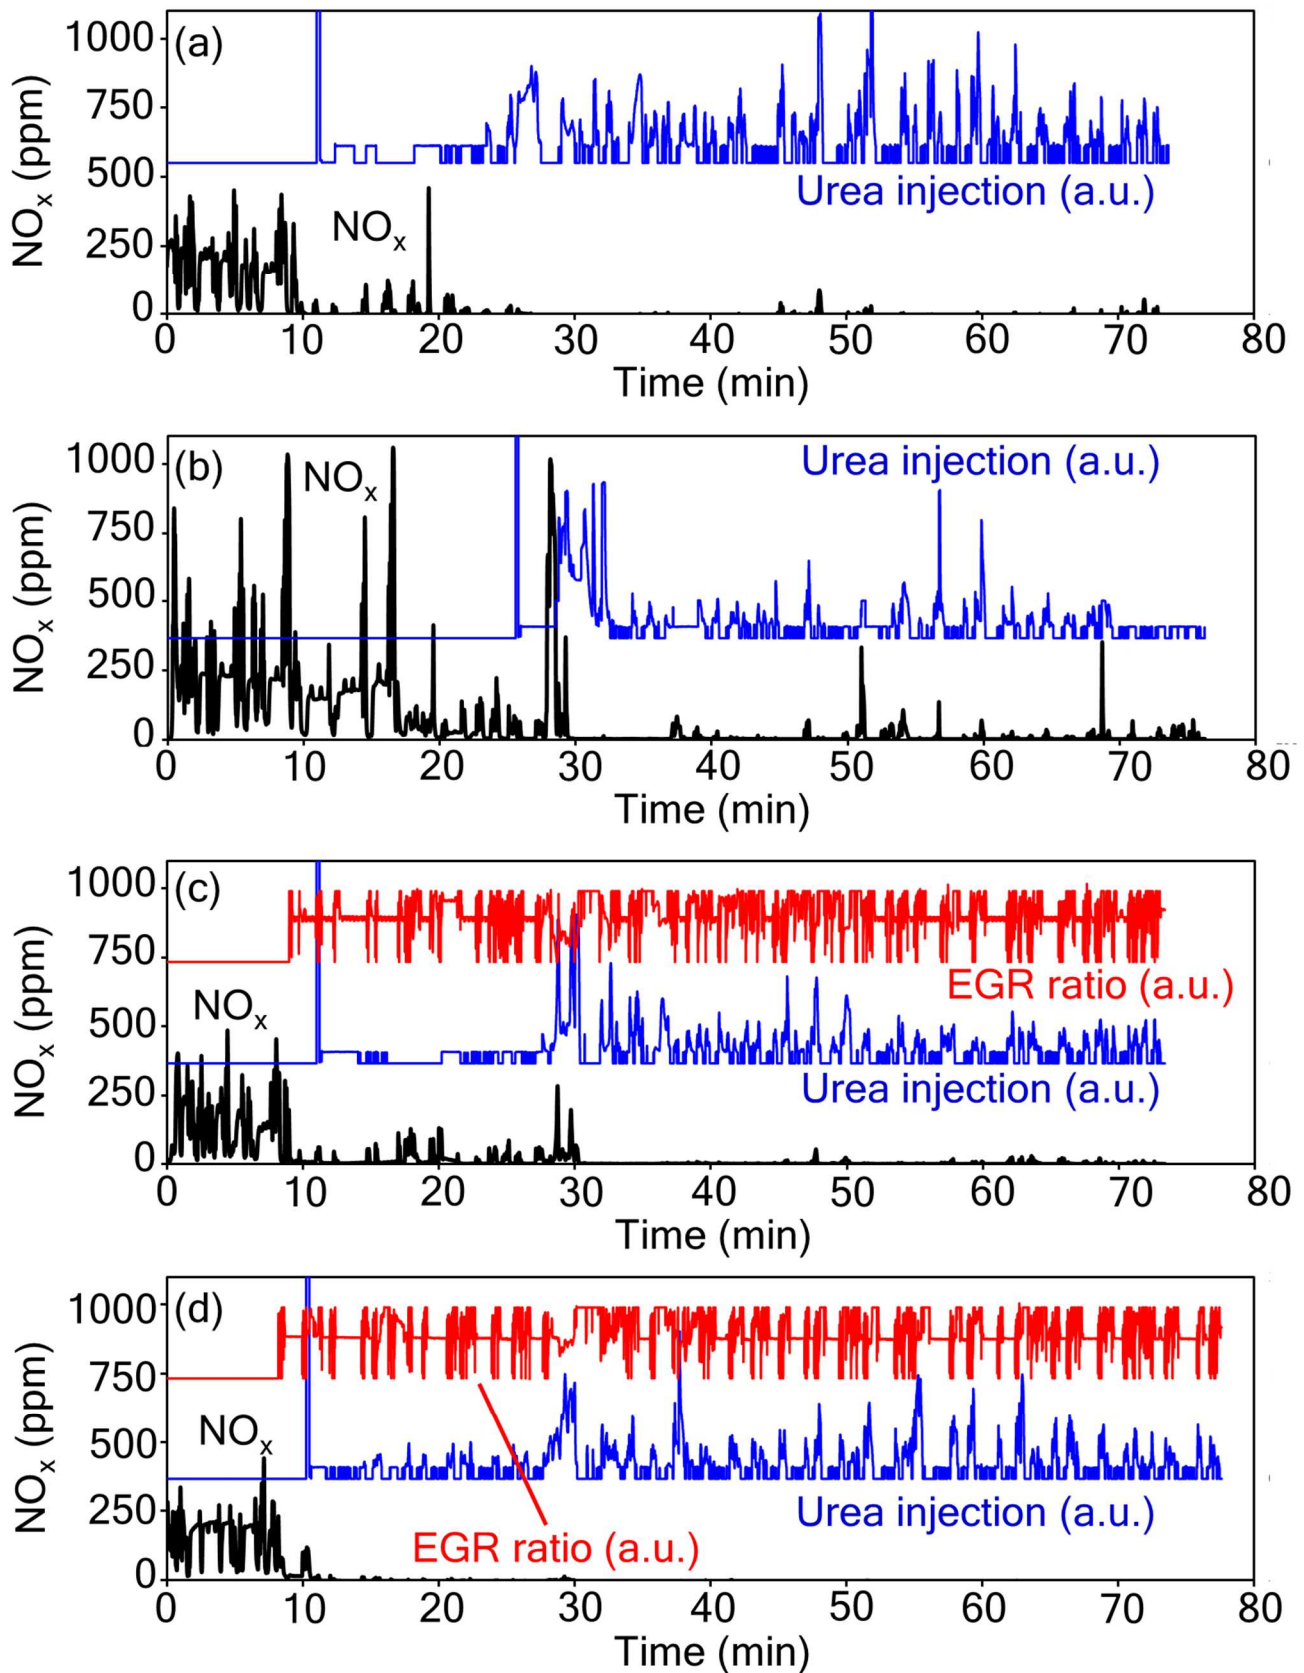 (a)
1000
750
500
250
0
NOx (ppm)
NOx
Urea injection (a.u.)
0 10 20 30 40 50 60 70 80
Time (min)
(b)
1000
750
500
250
0
NOx (ppm)
NOx
Urea injection (a.u.)
0 10 20 30 40 50 60 70 80
Time (min)
(c)
1000
750
500
250
0
NOx (ppm)
NOx
EGR ratio (a.u.)
Urea injection (a.u.)
0 10 20 30 40 50 60 70 80
Time (min)
(d)
1000
750
500
250
0
NOx (ppm)
NOx
Urea injection (a.u.)
EGR ratio (a.u.)
0 10 20 30 40 50 60 70 80
Time (min)